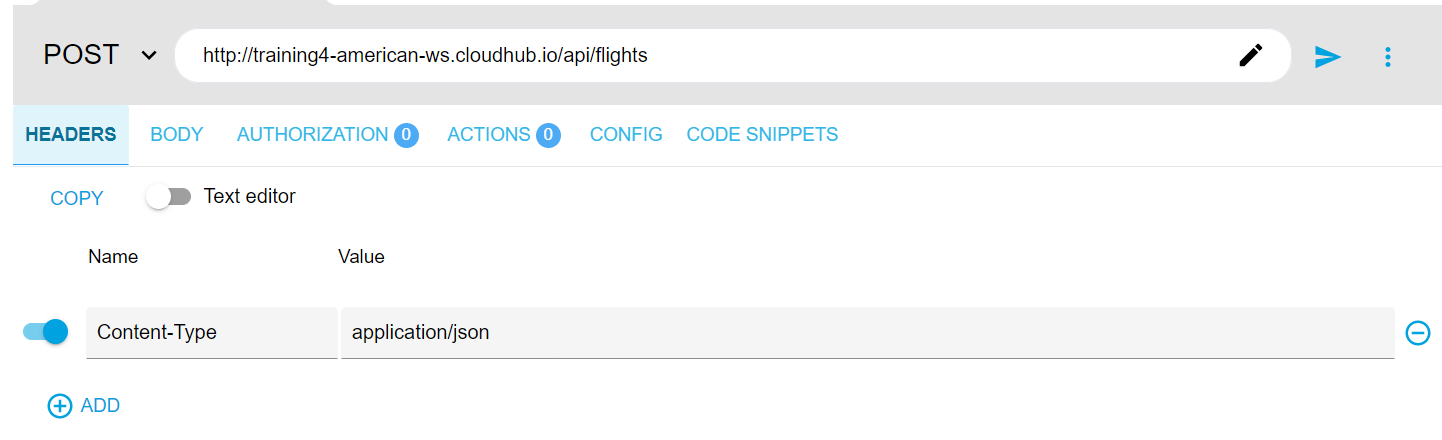 POST http://training4-american-ws.cloudhub.io/api/flights
HEADERS BODY AUTHORIZATION 0 ACTIONS 0 CONFIG CODE SNIPPETS
COPY Text editor
Name Value
Content-Type application/json
ADD